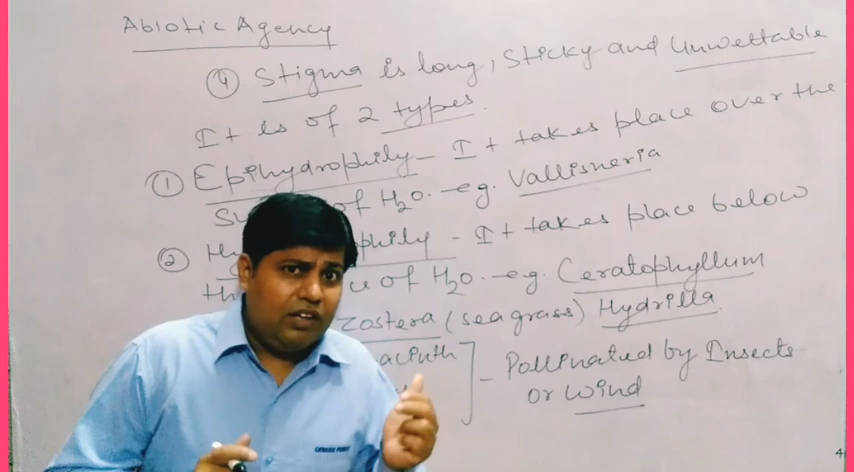 Abiotic Agency
④ Stigma is long, Sticky and Unwettable
It is of 2 types.
① Epihydrophily - It takes place over the
of H₂O. eg. Vallisneria
② - It takes place below
of H₂O. eg. Ceratophyllum
Zostera (sea grass) Hydrilla.
Pollinated by Insects
or wind